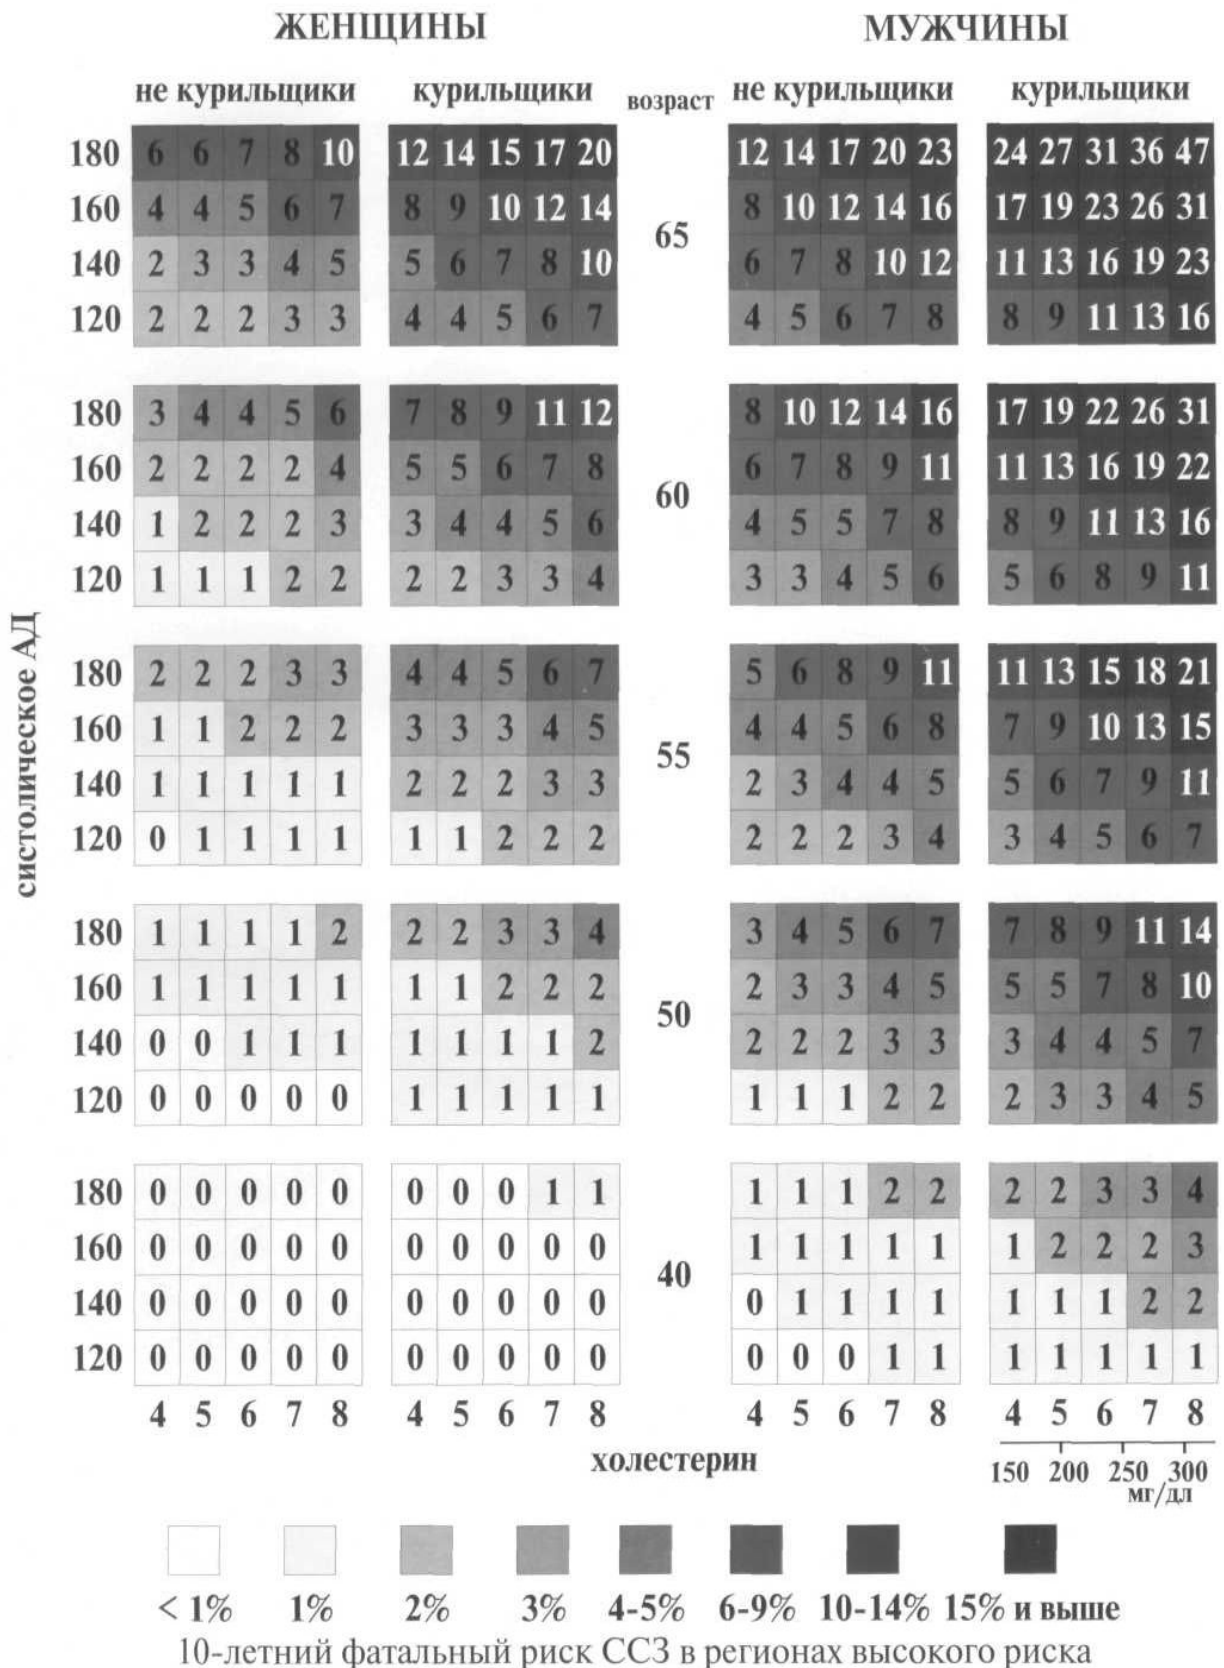 ЖЕНЩИНЫ МУЖЧИНЫ
не курильщики курильщики возраст не курильщики курильщики
180 6 6 7 8 10 12 14 15 17 20 12 14 17 20 23 24 27 31 36 47
160 4 4 5 6 7 8 9 10 12 14 8 10 12 14 16 17 19 23 26 31
65
140 2 3 3 4 5 5 6 7 8 10 6 7 8 10 12 11 13 16 19 23
120 2 2 2 3 3 4 4 5 6 7 4 5 6 7 8 8 9 11 13 16
180 3 4 4 5 6 7 8 9 11 12 8 10 12 14 16 17 19 22 26 31
160 2 2 2 2 4 5 5 6 7 8 6 7 8 9 11 11 13 16 19 22
60
140 1 2 2 2 3 3 4 4 5 6 4 5 5 7 8 8 9 11 13 16
120 1 1 1 2 2 2 2 3 3 4 3 3 4 5 6 5 6 8 9 11
систолическое АД
180 2 2 2 3 3 4 4 5 6 7 5 6 8 9 11 11 13 15 18 21
160 1 1 2 2 2 3 3 3 4 5 4 4 5 6 8 7 9 10 13 15
55
140 1 1 1 1 1 2 2 2 3 3 2 3 4 4 5 5 6 7 9 11
120 0 1 1 1 1 1 1 2 2 2 2 2 2 3 4 3 4 5 6 7
180 1 1 1 1 2 2 2 3 3 4 3 4 5 6 7 7 8 9 11 14
160 1 1 1 1 1 1 1 2 2 2 2 3 3 4 5 5 5 7 8 10
50
140 0 0 1 1 1 1 1 1 1 2 2 2 2 3 3 3 4 4 5 7
120 0 0 0 0 0 1 1 1 1 1 1 1 1 2 2 2 3 3 4 5
180 0 0 0 0 0 0 0 0 1 1 1 1 1 2 2 2 2 3 3 4
160 0 0 0 0 0 0 0 0 0 0 1 1 1 1 1 1 2 2 2 3
40
140 0 0 0 0 0 0 0 0 0 0 0 1 1 1 1 1 1 1 2 2
120 0 0 0 0 0 0 0 0 0 0 0 0 0 1 1 1 1 1 1 1
4 5 6 7 8 4 5 6 7 8 4 5 6 7 8 4 5 6 7 8
холестерин
150 200 250 300
мг/дл
< 1% 1% 2% 3% 4-5% 6-9% 10-14% 15% и выше
10-летний фатальный риск ССЗ в регионах высокого риска